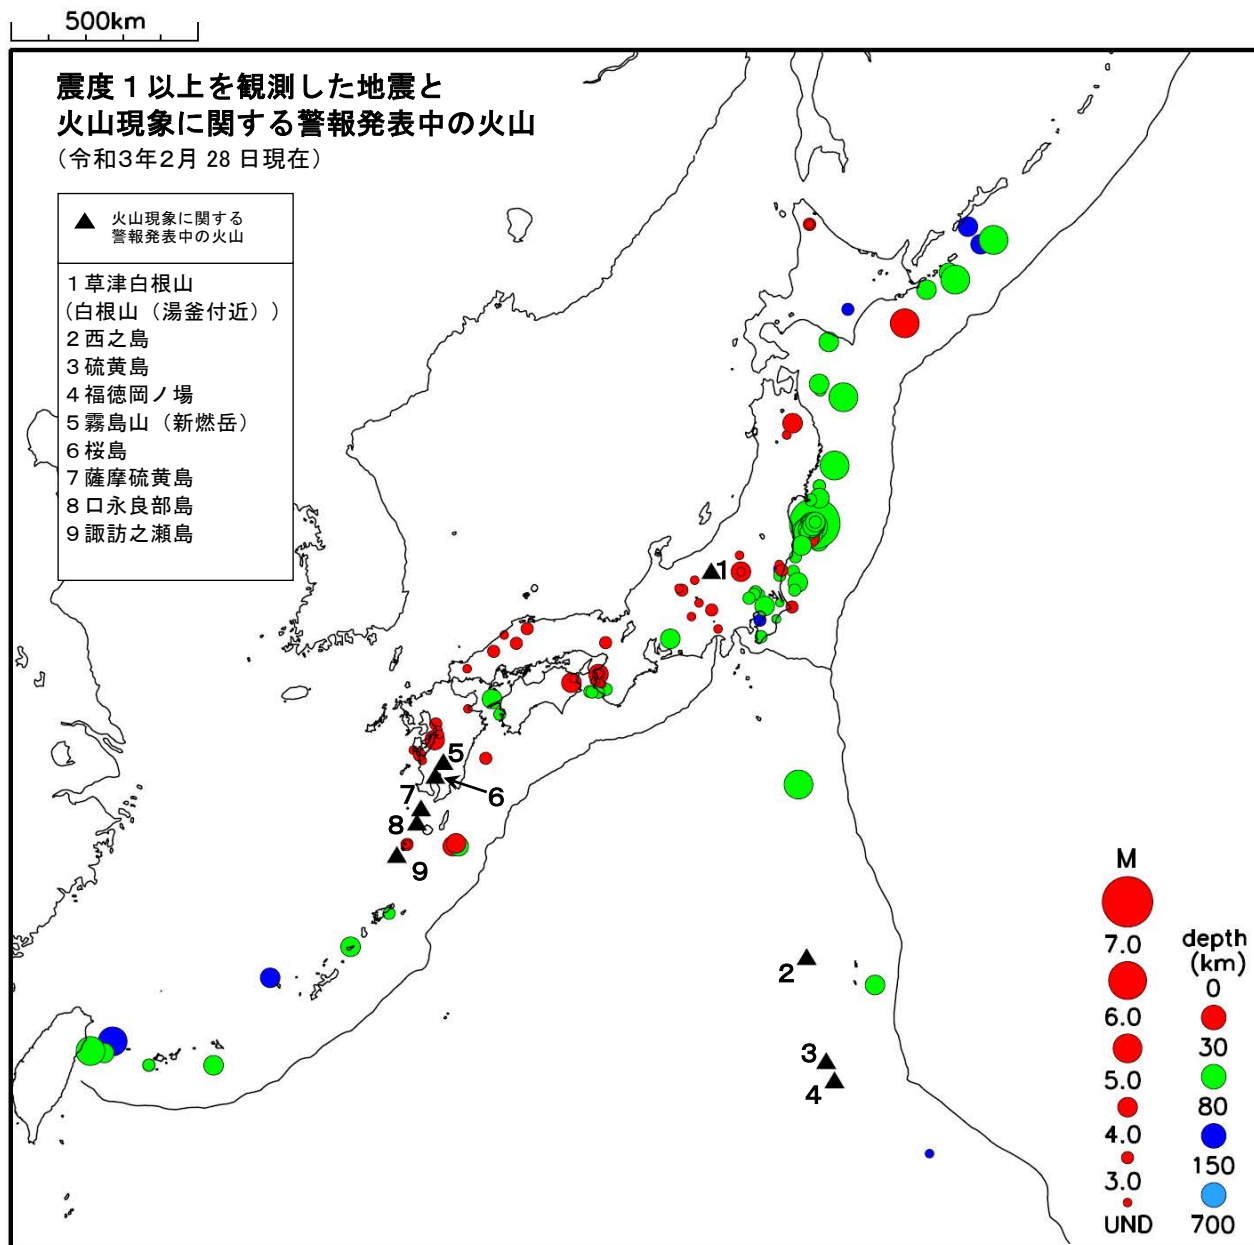 500km
震度１以上を観測した地震と
火山現象に関する警報発表中の火山
（令和3年2月 28 日現在）
▲ 火山現象に関する
警報発表中の火山
１草津白根山
(白根山（湯釜付近）)
２西之島
３硫黄島
４福徳岡ノ場
５霧島山（新燃岳）
６桜島
７薩摩硫黄島
８口永良部島
９諏訪之瀬島
1
5
6
7
8
9
2
3
4
M
7.0
6.0
5.0
4.0
3.0
UND
depth
(km)
0
30
80
150
700